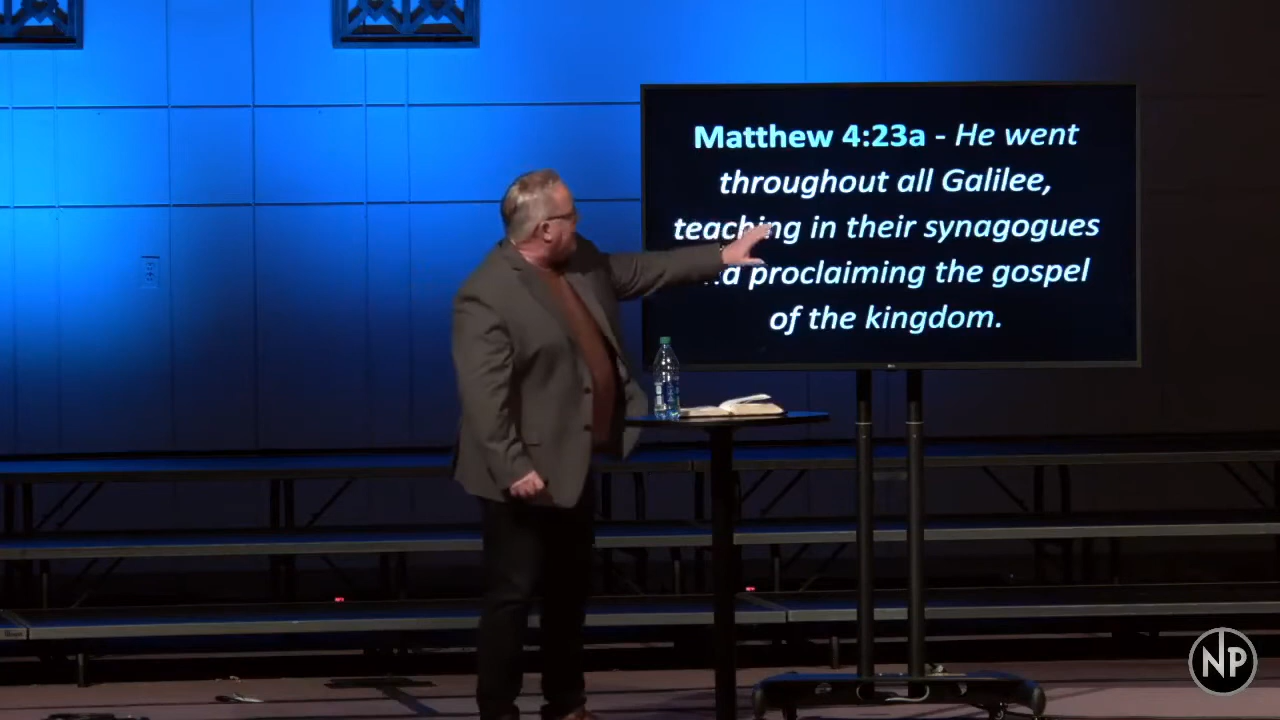 Matthew 4:23a - He went
throughout all Galilee,
teaching in their synagogues
proclaiming the gospel
of the kingdom.
NP